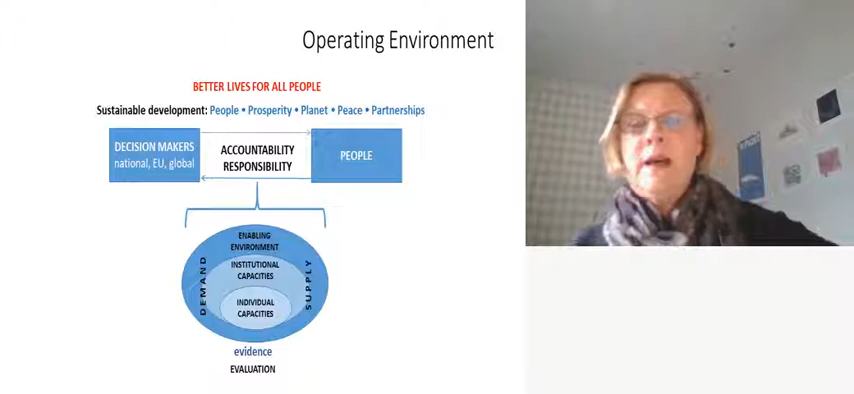 Operating Environment
BETTER LIVES FOR ALL PEOPLE
Sustainable development: People • Prosperity • Planet • Peace • Partnerships
DECISION MAKERS
national, EU, global
ACCOUNTABILITY
RESPONSIBILITY
PEOPLE
ENABLING
ENVIRONMENT
DEMAND
INSTITUTIONAL
CAPACITIES
SUPPLY
INDIVIDUAL
CAPACITIES
evidence
EVALUATION